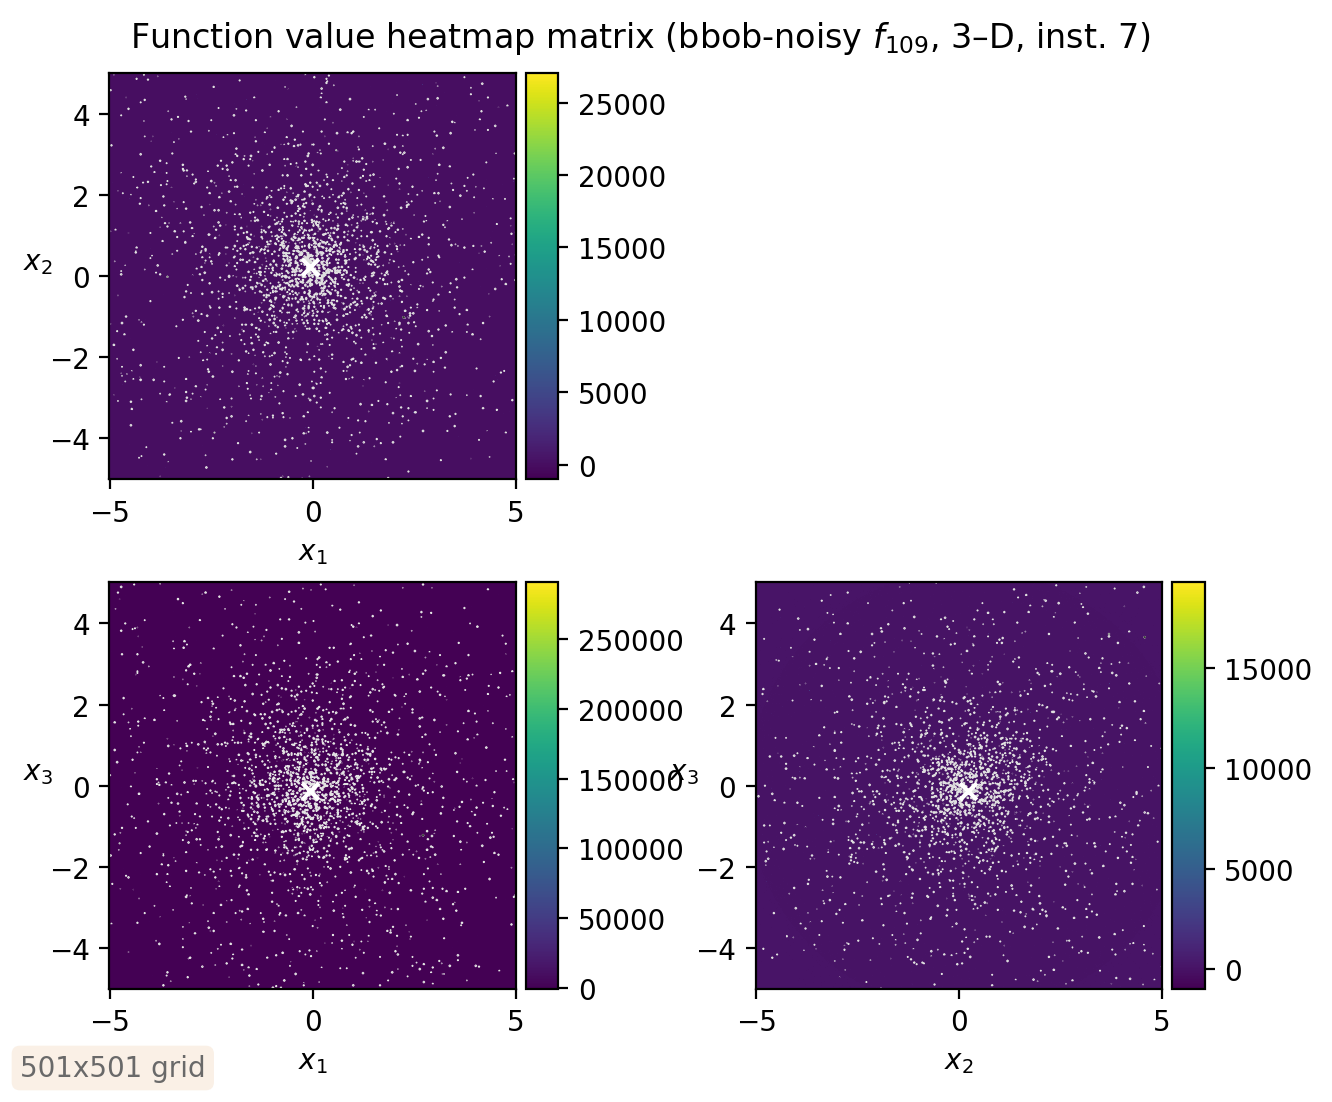 Function value heatmap matrix (bbob-noisy f109, 3–D, inst. 7)
4
2
0
−2
−4
x2
−5 0 5
x1
25000
20000
15000
10000
5000
0
4
2
0
−2
−4
x3
−5 0 5
x1
250000
200000
150000
100000
50000
0
4
2
0
−2
−4
x3
−5 0 5
x2
15000
10000
5000
0
501x501 grid